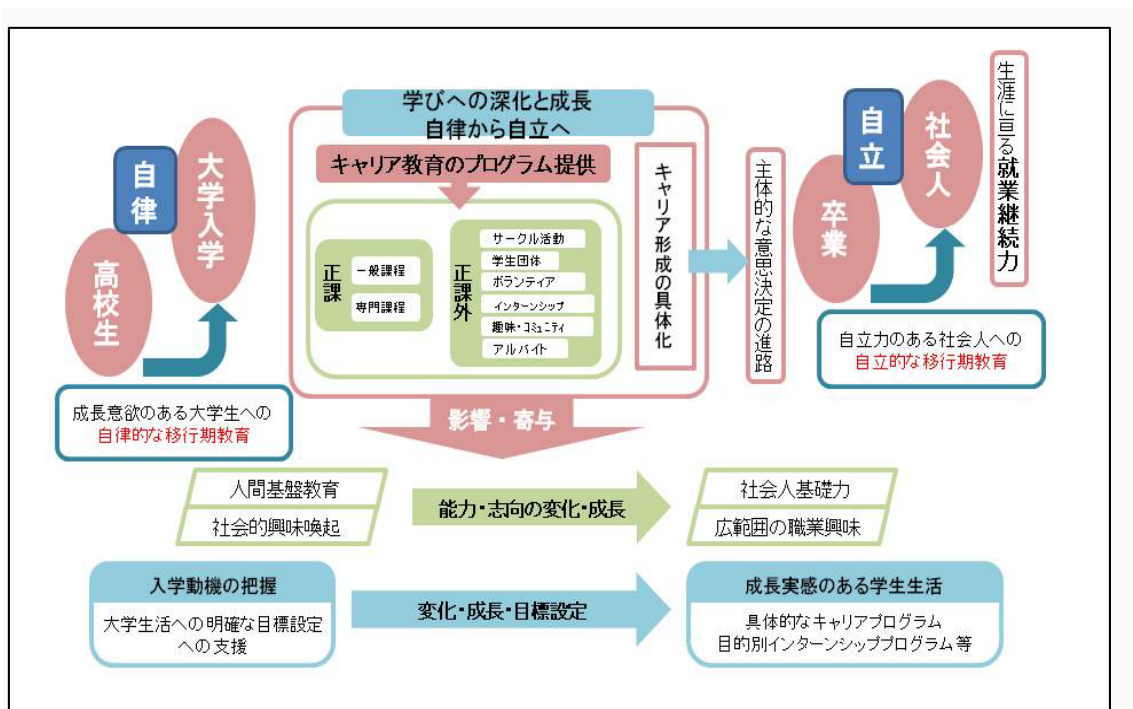 学びへの深化と成長
自律から自立へ
キャリア教育のプログラム提供
自律
大学入学
高校生
成長意欲のある大学生への
自律的な移行期教育
正課
一般課程
専門課程
正課外
サークル活動
学生団体
ボランティア
インターンシップ
趣味・コミュニティ
アルバイト
キャリア形成の具体化
主体的な意思決定の進路
自立
社会人
卒業
生涯に亘る就業継続力
自立力のある社会人への
自立的な移行期教育
影響・寄与
人間基盤教育
社会的興味喚起
能力・志向の変化・成長
社会人基礎力
広範囲の職業興味
入学動機の把握
大学生活への明確な目標設定
への支援
変化・成長・目標設定
成長実感のある学生生活
具体的なキャリアプログラム
目的別インターンシッププログラム等